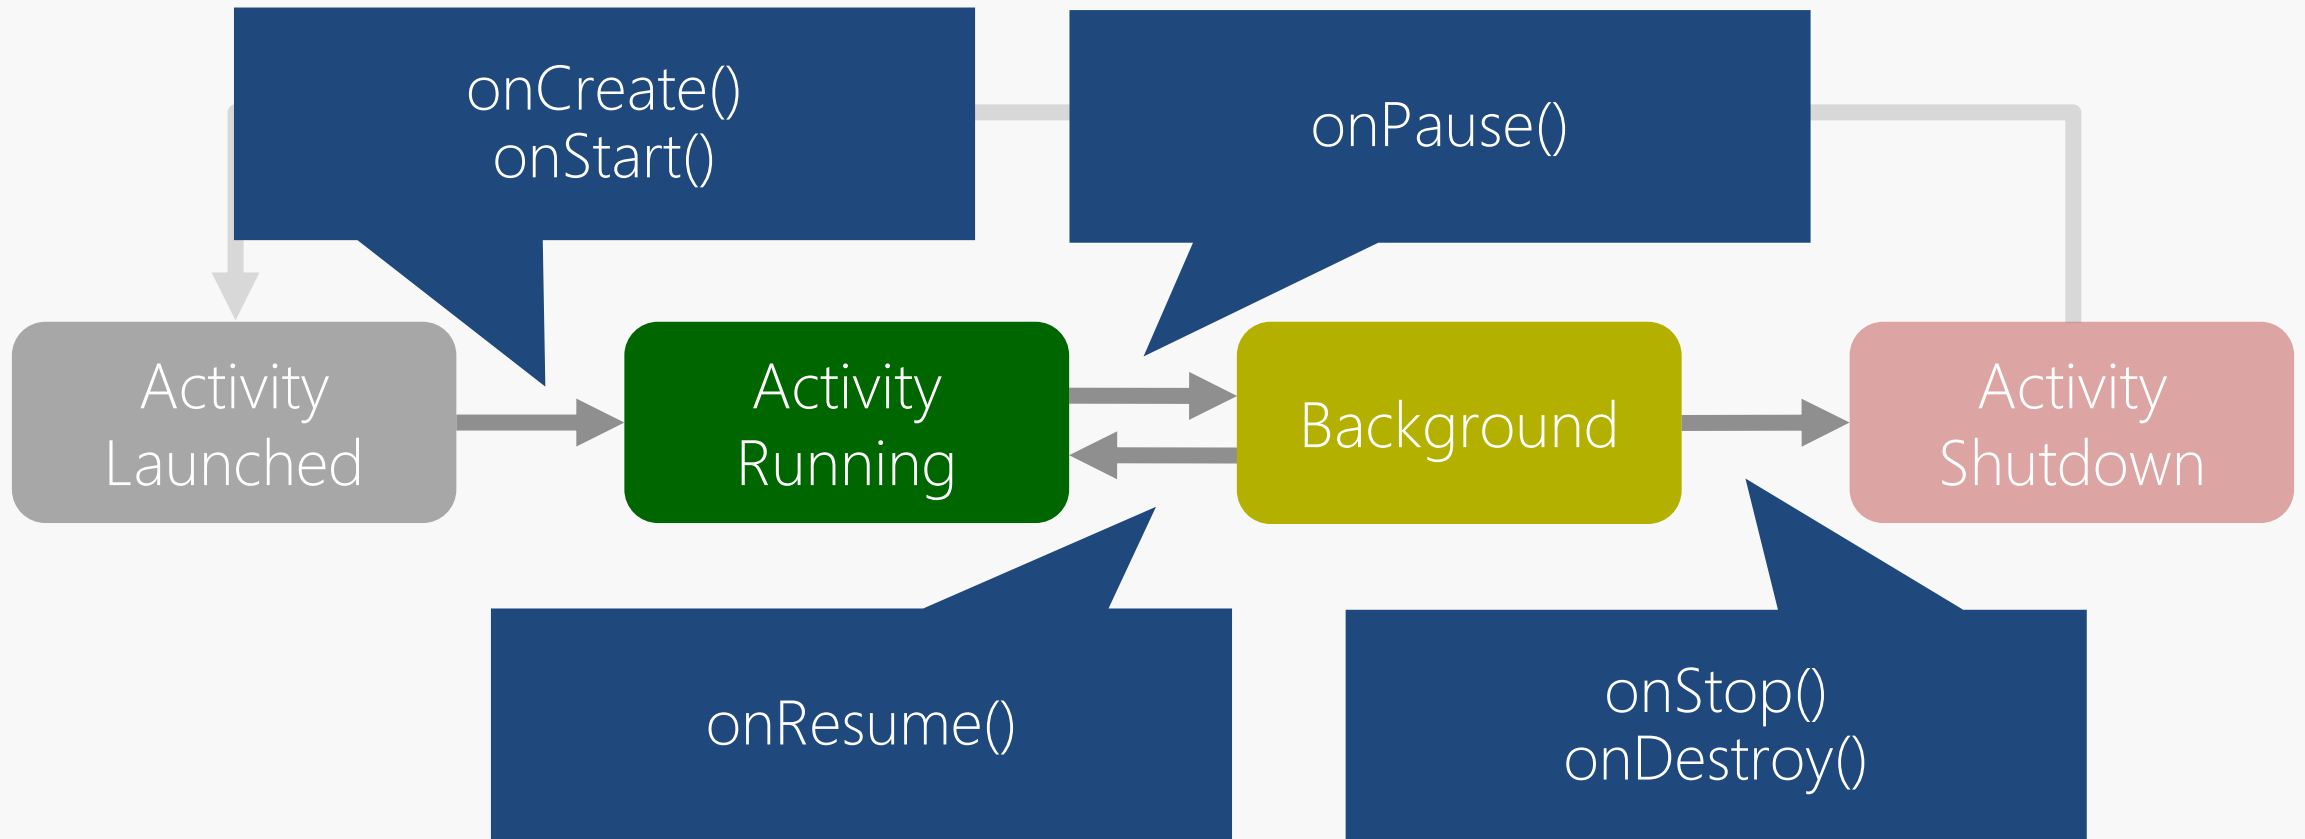 onCreate()
onStart()
onPause()
Activity
Launched
Activity
Running
Background
Activity
Shutdown
onResume()
onStop()
onDestroy()